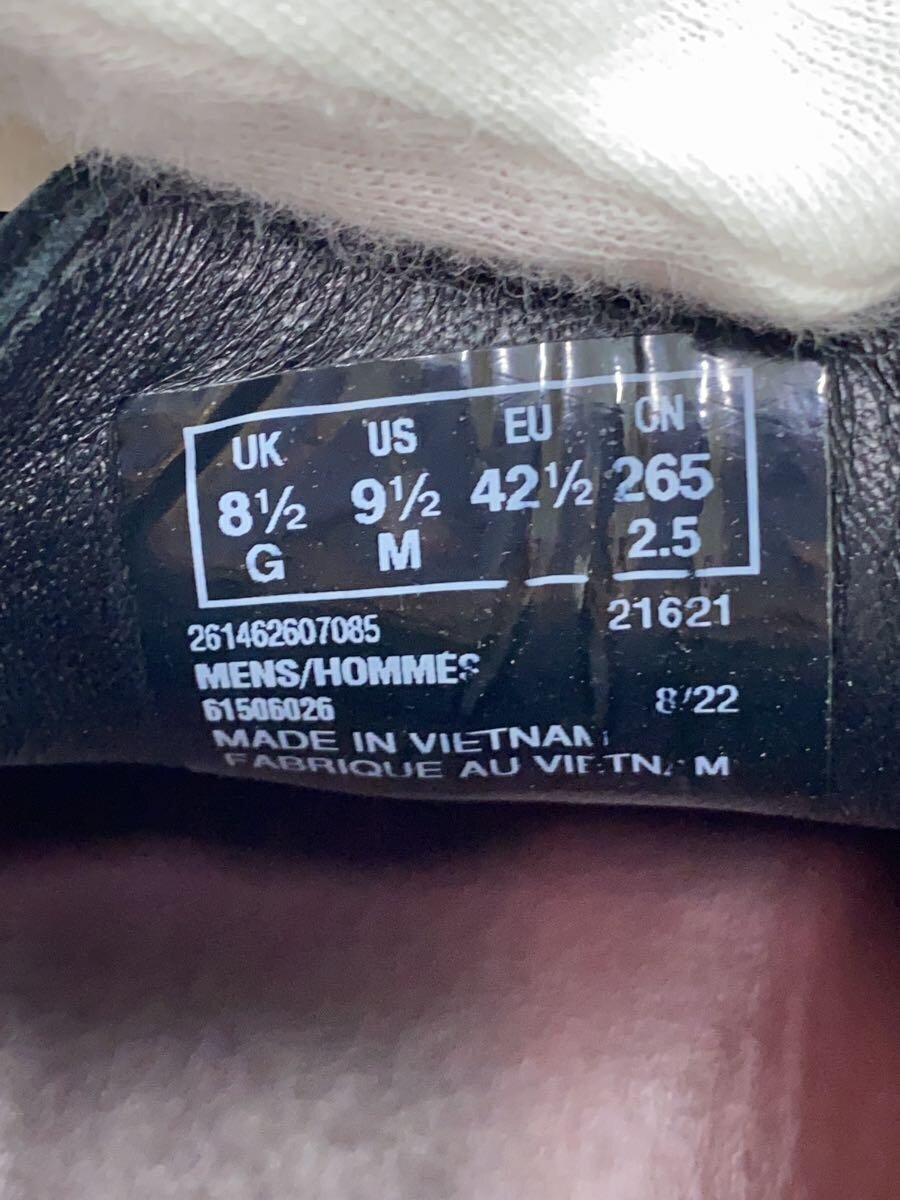 UK US EU CN
8½ 9½ 42½ 265
G M 2.5
261462607085 21621
MENS/HOMMES
61506026 8/22
MADE IN VIETNAM
FABRIQUE AU VIETNAM